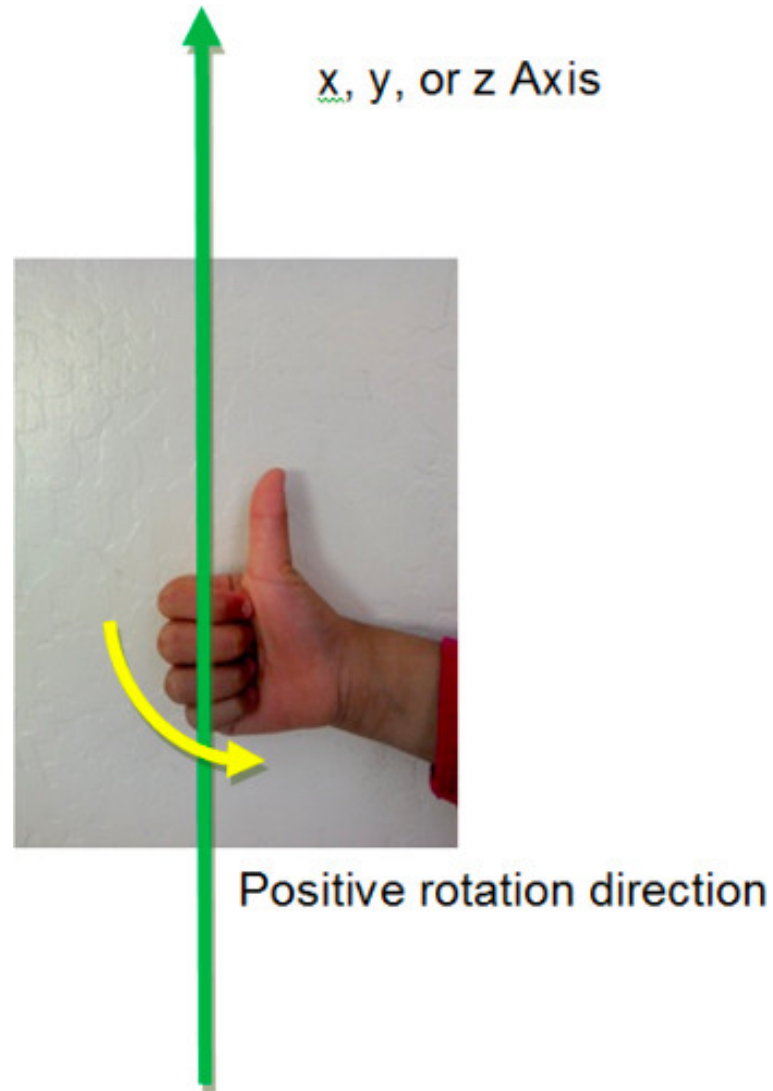 x, y, or z Axis
Positive rotation direction